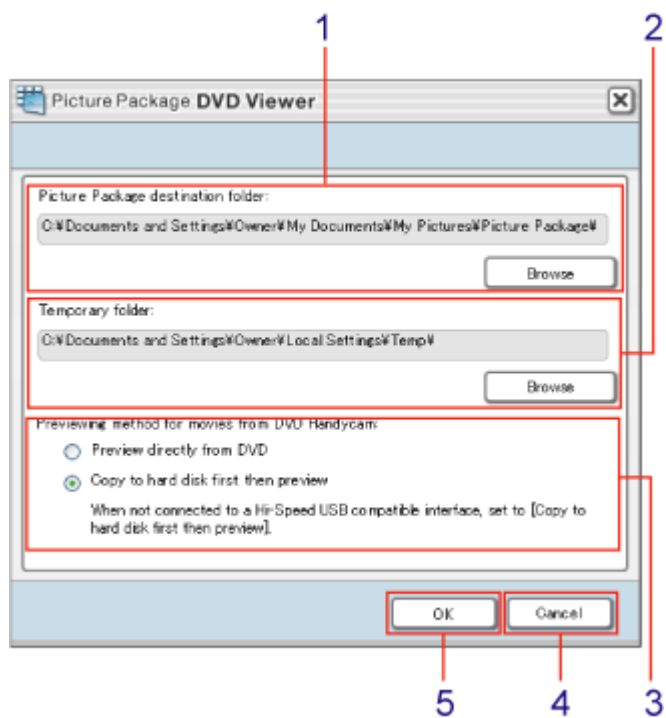 1
2
Picture Package DVD Viewer
Picture Package destination folder:
C:¥Documents and Settings¥Owner¥My Documents¥My Pictures¥Picture Package¥
Browse
Temporary folder:
C:¥Documents and Settings¥Owner¥Local Settings¥Temp¥
Browse
Previewing method for movies from DVD Handycam:
Preview directly from DVD
Copy to hard disk first then preview
When not connected to a Hi-Speed USB compatible interface, set to [Copy to
hard disk first then preview].
OK
Cancel
5
4
3